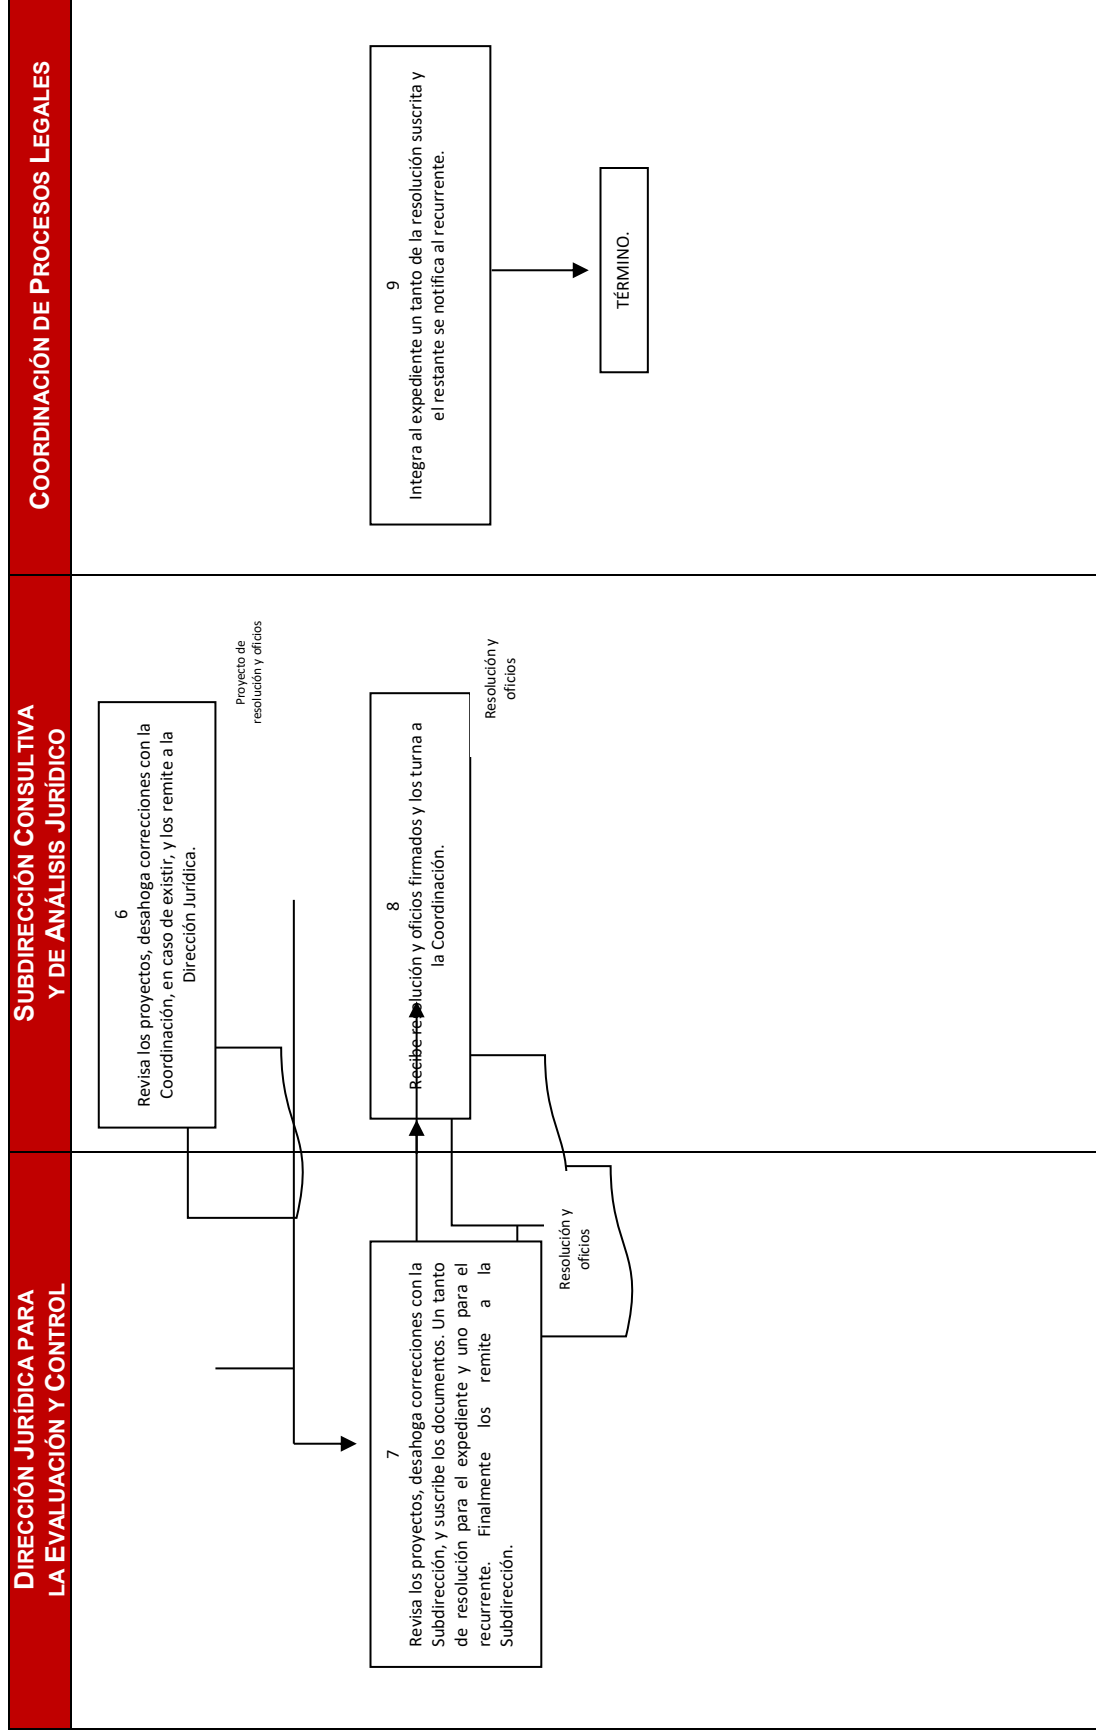 DIRECCIÓN JURÍDICA PARA
LA EVALUACIÓN Y CONTROL
SUBDIRECCIÓN CONSULTIVA
Y DE ANÁLISIS JURÍDICO
COORDINACIÓN DE PROCESOS LEGALES
6
Revisa los proyectos, desahoga correcciones con la
Coordinación, en caso de existir, y los remite a la
Dirección Jurídica.
Proyecto de
resolución y oficios
7
Revisa los proyectos, desahoga correcciones con la
Subdirección, y suscribe los documentos. Un tanto
de resolución para el expediente y uno para el
recurrente. Finalmente los remite a la
Subdirección.
Resolución y
oficios
8
Recibe resolución y oficios firmados y los turna a
la Coordinación.
Resolución y
oficios
9
Integra al expediente un tanto de la resolución suscrita y
el restante se notifica al recurrente.
TÉRMINO.